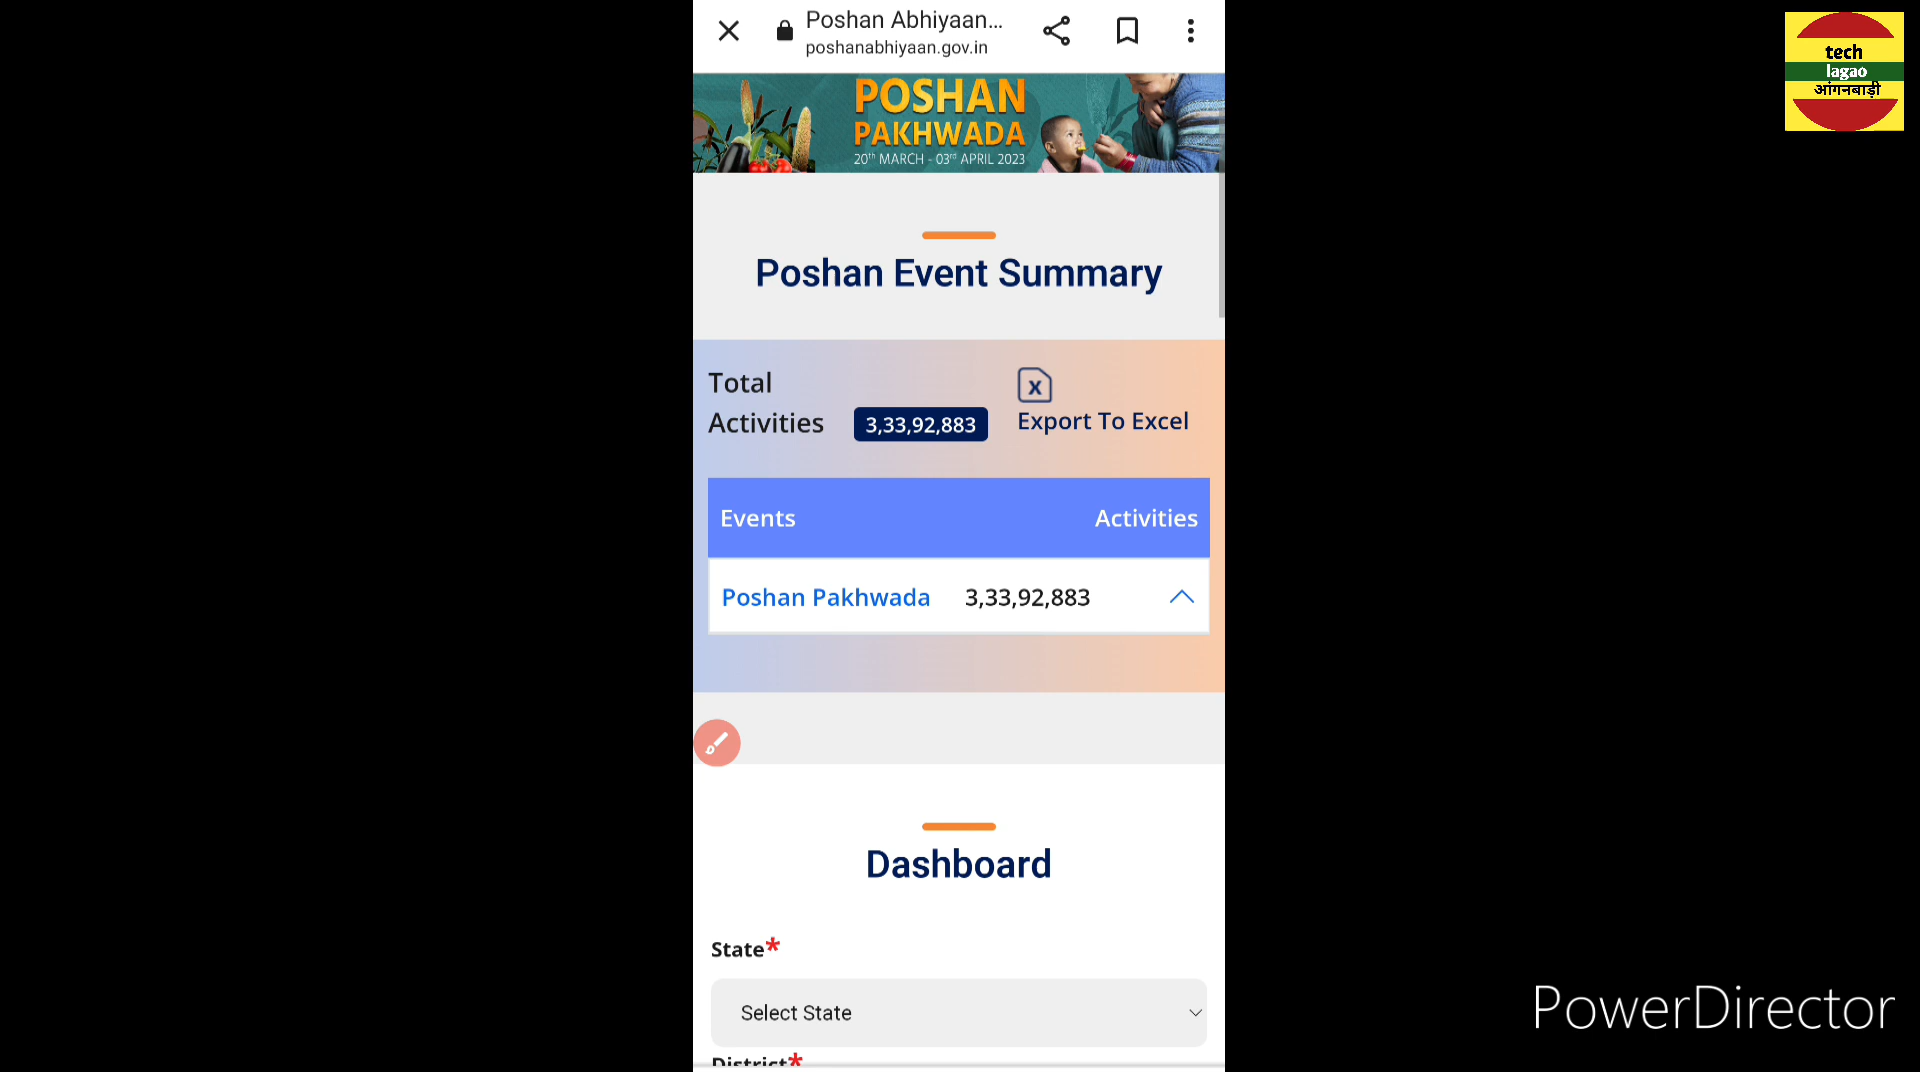 Poshan Abhiyaan...
poshanabhiyaan.gov.in
tech
lagao
आंगनबाड़ी
POSHAN
PAKHWADA
20th MARCH - 03rd APRIL 2023
Poshan Event Summary
Total
Activities 3,33,92,883
X
Export To Excel
Events Activities
Poshan Pakhwada 3,33,92,883
Dashboard
State*
Select State
District*
PowerDirector